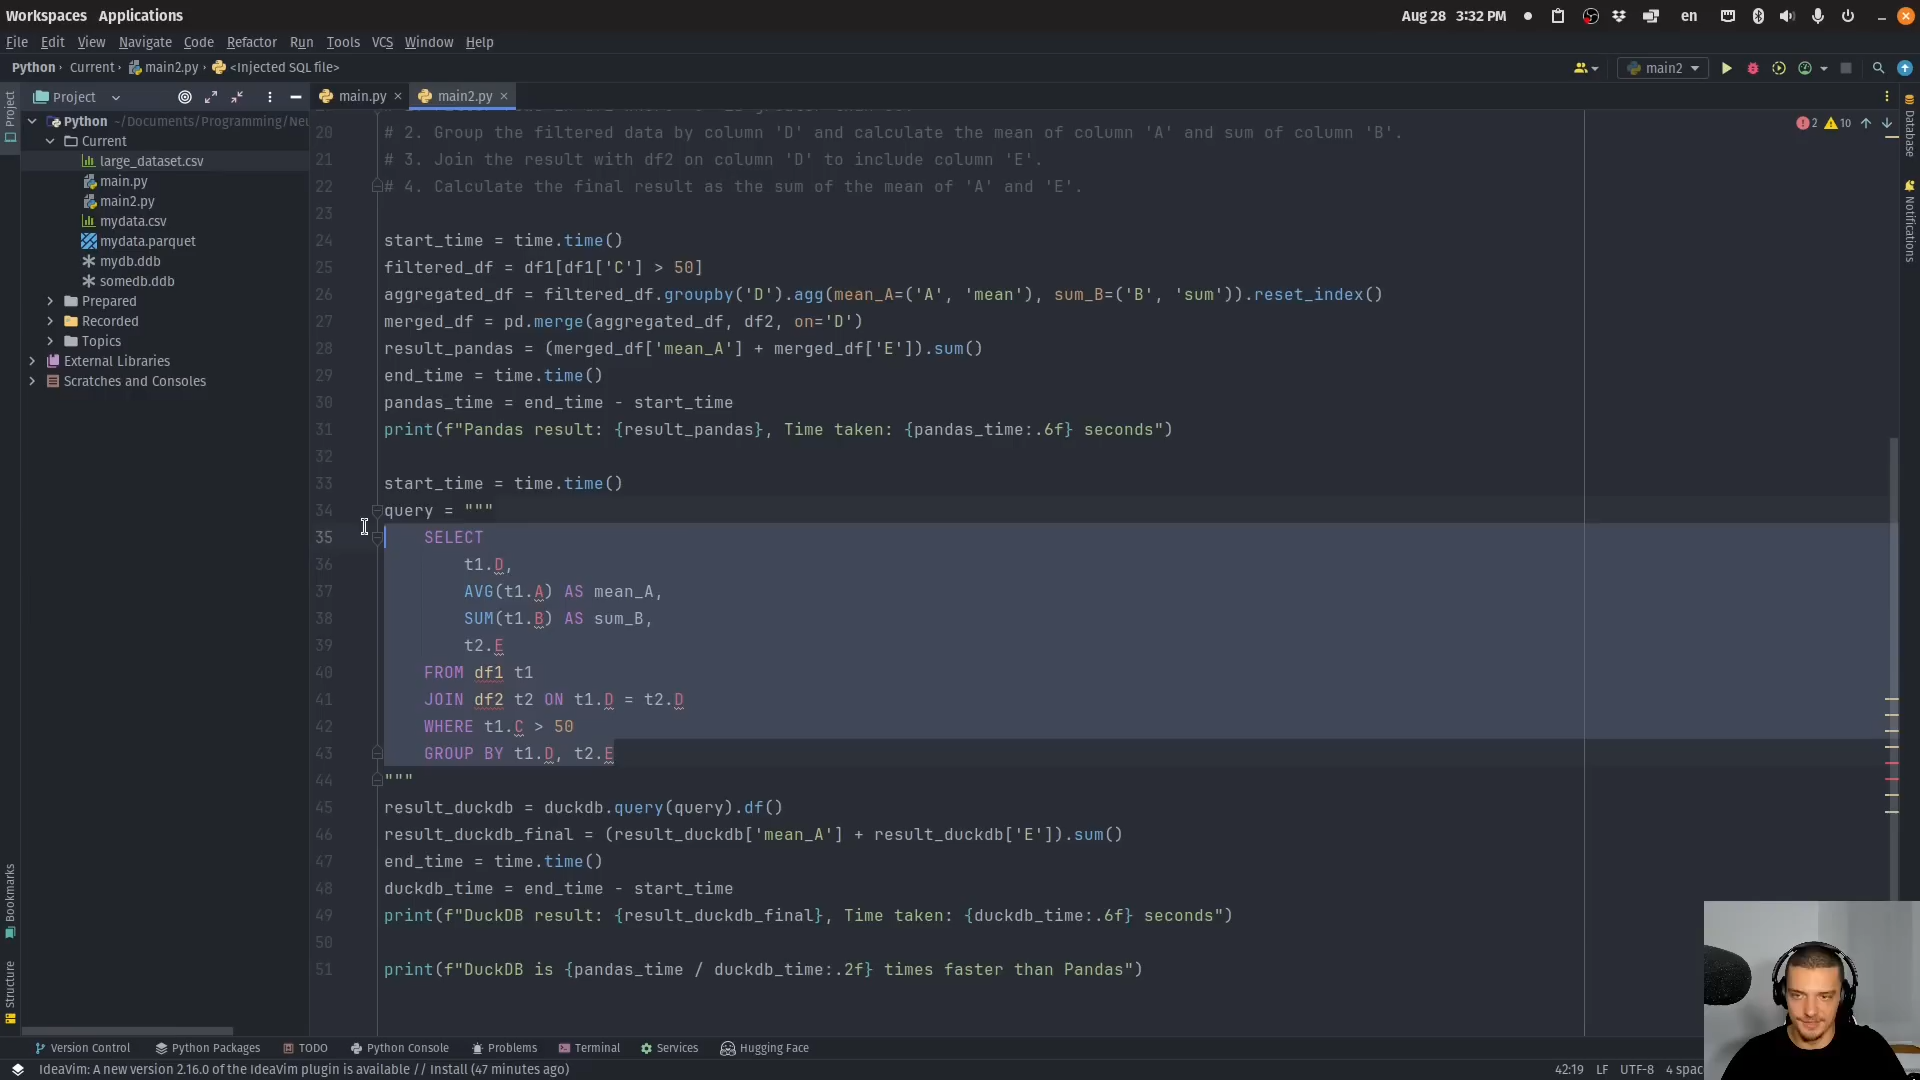 Workspaces Applications
Aug 28 3:32 PM
en
File Edit View Navigate Code Refactor Run Tools VCS Window Help
Python Current main2.py <Injected SQL file>
main2
Project
main.py
main2.py
2 10
Project
Database
Notifications
Bookmarks
Structure
Python ~/Documents/Programming/Neu
Current
large_dataset.csv
main.py
main2.py
mydata.csv
mydata.parquet
mydb.ddb
somedb.ddb
Prepared
Recorded
Topics
External Libraries
Scratches and Consoles
20 # 2. Group the filtered data by column 'D' and calculate the mean of column 'A' and sum of column 'B'.
21 # 3. Join the result with df2 on column 'D' to include column 'E'.
22 # 4. Calculate the final result as the sum of the mean of 'A' and 'E'.
23
24 start_time = time.time()
25 filtered_df = df1[df1['C'] > 50]
26 aggregated_df = filtered_df.groupby('D').agg(mean_A=('A', 'mean'), sum_B=('B', 'sum')).reset_index()
27 merged_df = pd.merge(aggregated_df, df2, on='D')
28 result_pandas = (merged_df['mean_A'] + merged_df['E']).sum()
29 end_time = time.time()
30 pandas_time = end_time - start_time
31 print(f"Pandas result: {result_pandas}, Time taken: {pandas_time:.6f} seconds")
32
33 start_time = time.time()
34 query = """
35 SELECT
36 t1.D,
37 AVG(t1.A) AS mean_A,
38 SUM(t1.B) AS sum_B,
39 t2.E
40 FROM df1 t1
41 JOIN df2 t2 ON t1.D = t2.D
42 WHERE t1.C > 50
43 GROUP BY t1.D, t2.E
44 """
45 result_duckdb = duckdb.query(query).df()
46 result_duckdb_final = (result_duckdb['mean_A'] + result_duckdb['E']).sum()
47 end_time = time.time()
48 duckdb_time = end_time - start_time
49 print(f"DuckDB result: {result_duckdb_final}, Time taken: {duckdb_time:.6f} seconds")
50
51 print(f"DuckDB is {pandas_time / duckdb_time:.2f} times faster than Pandas")
Version Control Python Packages TODO Python Console Problems Terminal Services Hugging Face
IdeaVim: A new version 2.16.0 of the IdeaVim plugin is available // Install (47 minutes ago)
42:19 LF UTF-8 4 spac